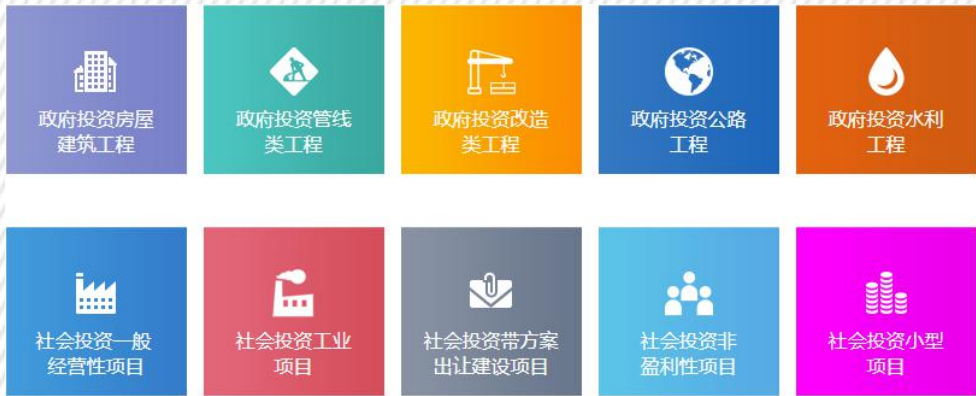 政府投资房屋
建筑工程
政府投资管线
类工程
政府投资改造
类工程
政府投资公路
工程
政府投资水利
工程
社会投资一般
经营性项目
社会投资工业
项目
社会投资带方案
出让建设项目
社会投资非
盈利性项目
社会投资小型
项目